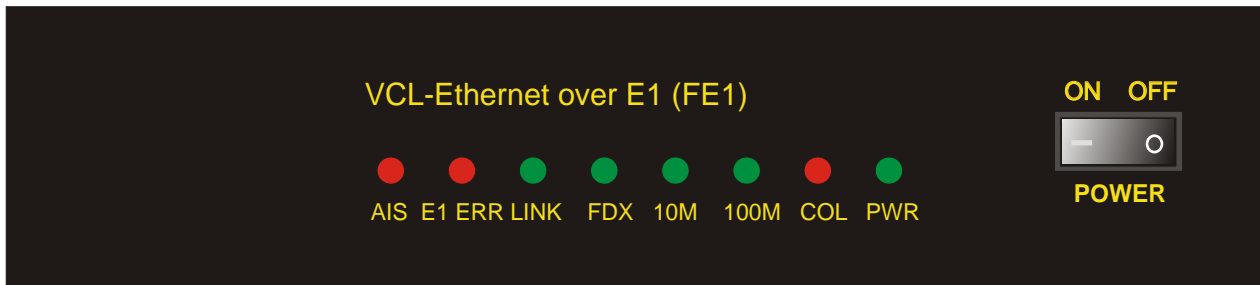 VCL-Ethernet over E1 (FE1)
ON OFF
AIS E1 ERR LINK FDX 10M 100M COL PWR
POWER